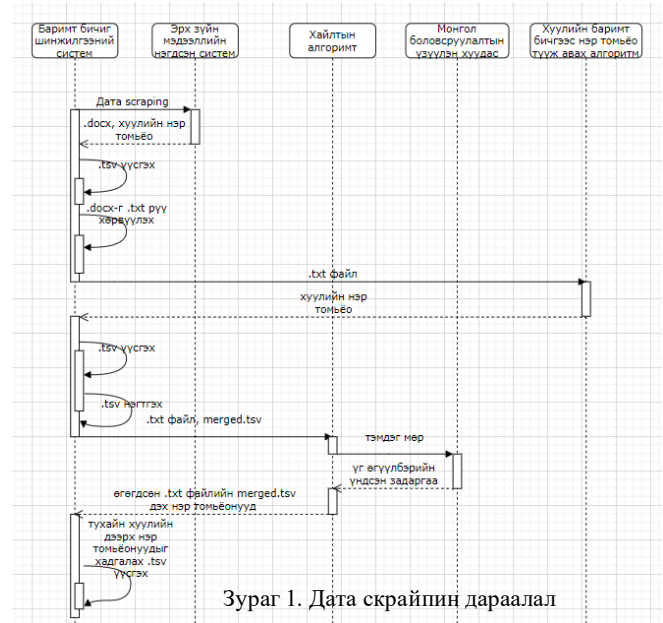 Баримт бичиг
шинжилгээний
систем
Эрх зүйн
мэдээллийн
нэгдсэн систем
Хайлтын
алгоримт
Монгол
боловсруулалтын
үзүүлэн хуудас
Хуулийн баримт
бичгээс нэр томьёо
түүж авах алгоритм
Дата scraping
.docx, хуулийн нэр
томьёо
.tsv үүсгэх
.docx-г .txt рүү
хөрвүүлэх
.txt файл
хуулийн нэр
томьёо
.tsv үүсгэх
.tsv нэгтгэх
.txt файл, merged.tsv
тэмдэг мөр
үг өгүүлбэрийн
үндсэн задаргаа
өгөгдсөн .txt файлийн merged.tsv
дэх нэр томьёонууд
тухайн хуулийн
дээрх нэр
томьёонуудыг
хадгалах .tsv
үүсгэх
Зураг 1. Дата скрайпин дараалал